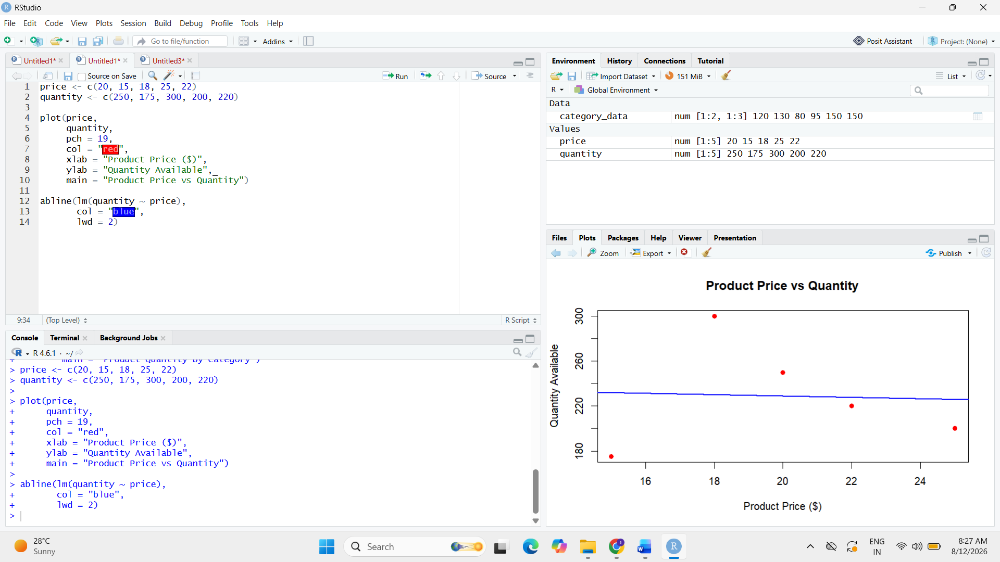 RStudio
File Edit Code View Plots Session Build Debug Profile Tools Help
Go to file/function Addins Posit Assistant Project: (None)
Untitled1* Untitled1* Untitled3*
Source on Save Run Source
1 price <- c(20, 15, 18, 25, 22)
2 quantity <- c(250, 175, 300, 200, 220)
3
4 plot(price,
5 quantity,
6 pch = 19,
7 col = "red",
8 xlab = "Product Price ($)",
9 ylab = "Quantity Available",
10 main = "Product Price vs Quantity")
11
12 abline(lm(quantity ~ price),
13 col = "blue",
14 lwd = 2)
9:34 (Top Level) R Script
Console Terminal Background Jobs
R 4.6.1 · ~/
+ main = "Product Quantity by Category")
> price <- c(20, 15, 18, 25, 22)
> quantity <- c(250, 175, 300, 200, 220)
>
> plot(price,
+ quantity,
+ pch = 19,
+ col = "red",
+ xlab = "Product Price ($)",
+ ylab = "Quantity Available",
+ main = "Product Price vs Quantity")
>
> abline(lm(quantity ~ price),
+ col = "blue",
+ lwd = 2)
>
Environment History Connections Tutorial
Import Dataset 151 MiB List
R Global Environment
Data
category_data num [1:2, 1:3] 120 130 80 95 150 150
Values
price num [1:5] 20 15 18 25 22
quantity num [1:5] 250 175 300 200 220
Files Plots Packages Help Viewer Presentation
Zoom Export Publish
Product Price vs Quantity
Quantity Available
300
260
220
180
16 18 20 22 24
Product Price ($)
28°C
Sunny
Search
ENG
IN
8:27 AM
8/12/2026